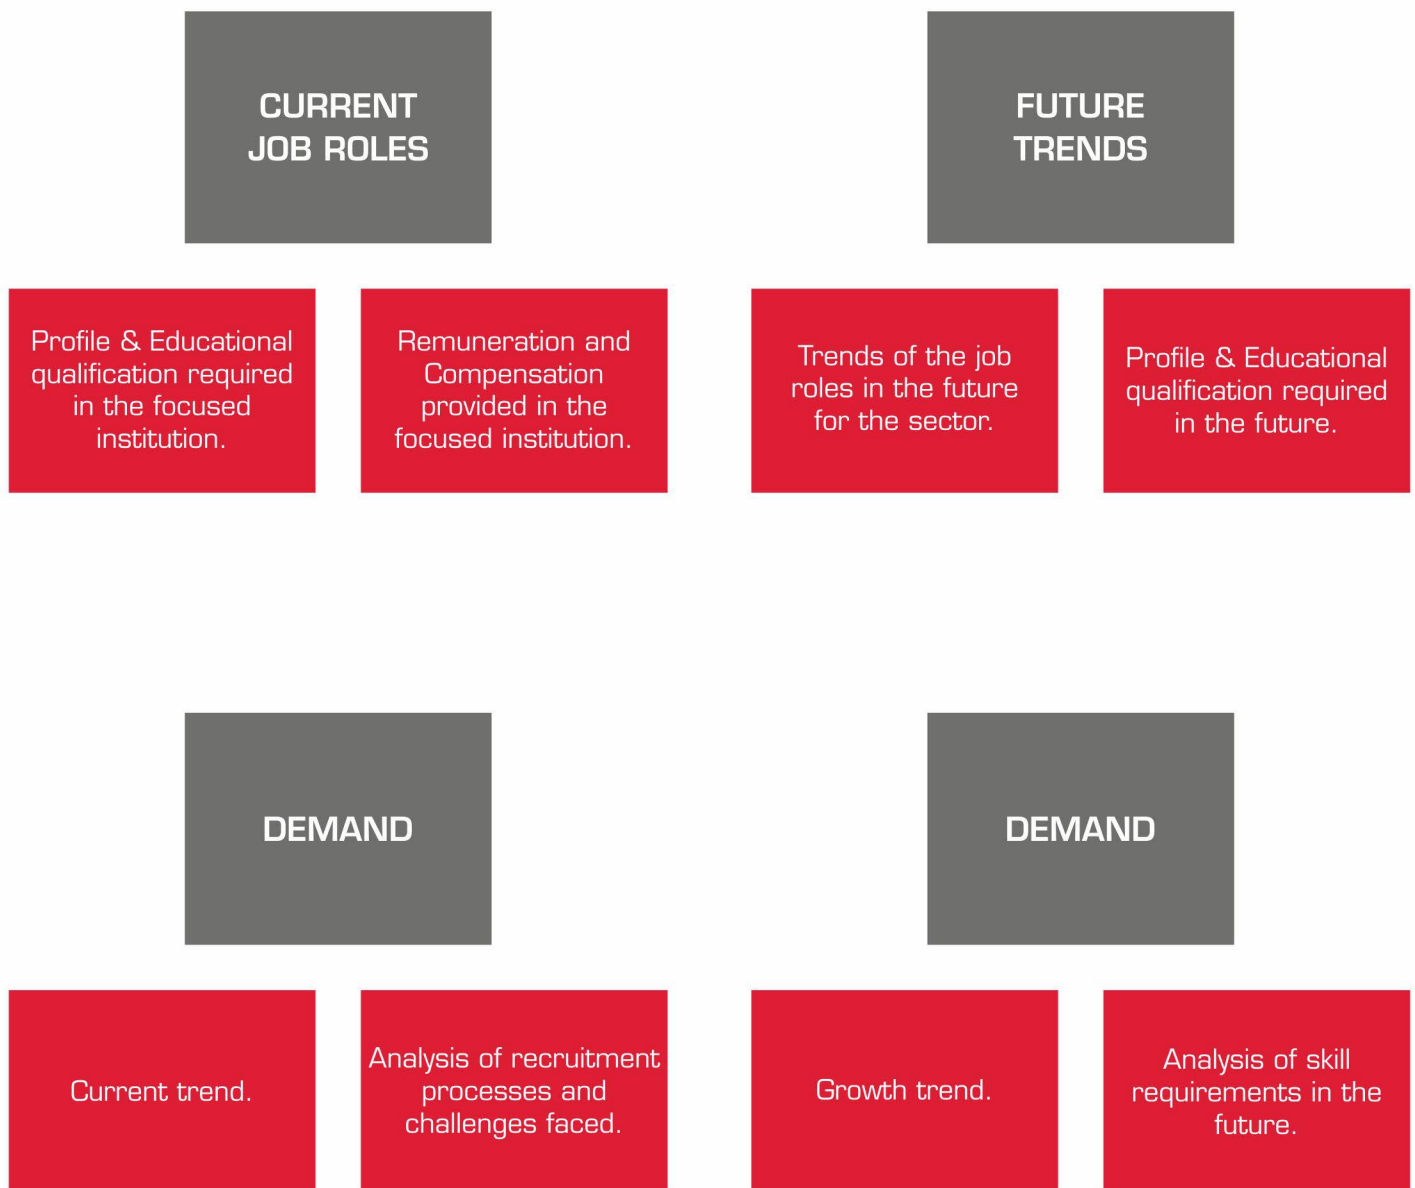 CURRENT
JOB ROLES
FUTURE
TRENDS
Profile & Educational
qualification required
in the focused
institution.
Remuneration and
Compensation
provided in the
focused institution.
Trends of the job
roles in the future
for the sector.
Profile & Educational
qualification required
in the future.
DEMAND
DEMAND
Current trend.
Analysis of recruitment
processes and
challenges faced.
Growth trend.
Analysis of skill
requirements in the
future.